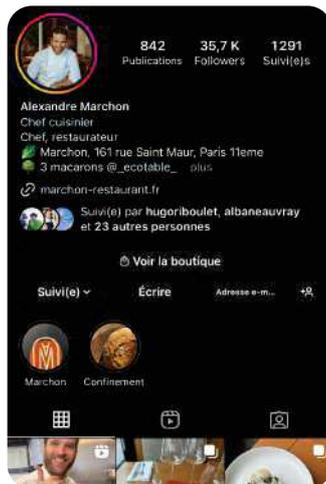 842 35,7 K 1 291
Publications Followers Suivi(e)s
Alexandre Marchon
Chef cuisinier
Chef, restaurateur
Marchon, 161 rue Saint Maur, Paris 11eme
3 macarons @_ecotable_ plus
marchon-restaurant.fr
Suivi(e) par hugoriboulet, albaneauvray
et 23 autres personnes
Voir la boutique
Suivi(e) Écrire Adresse e-m...
Marchon Confinement